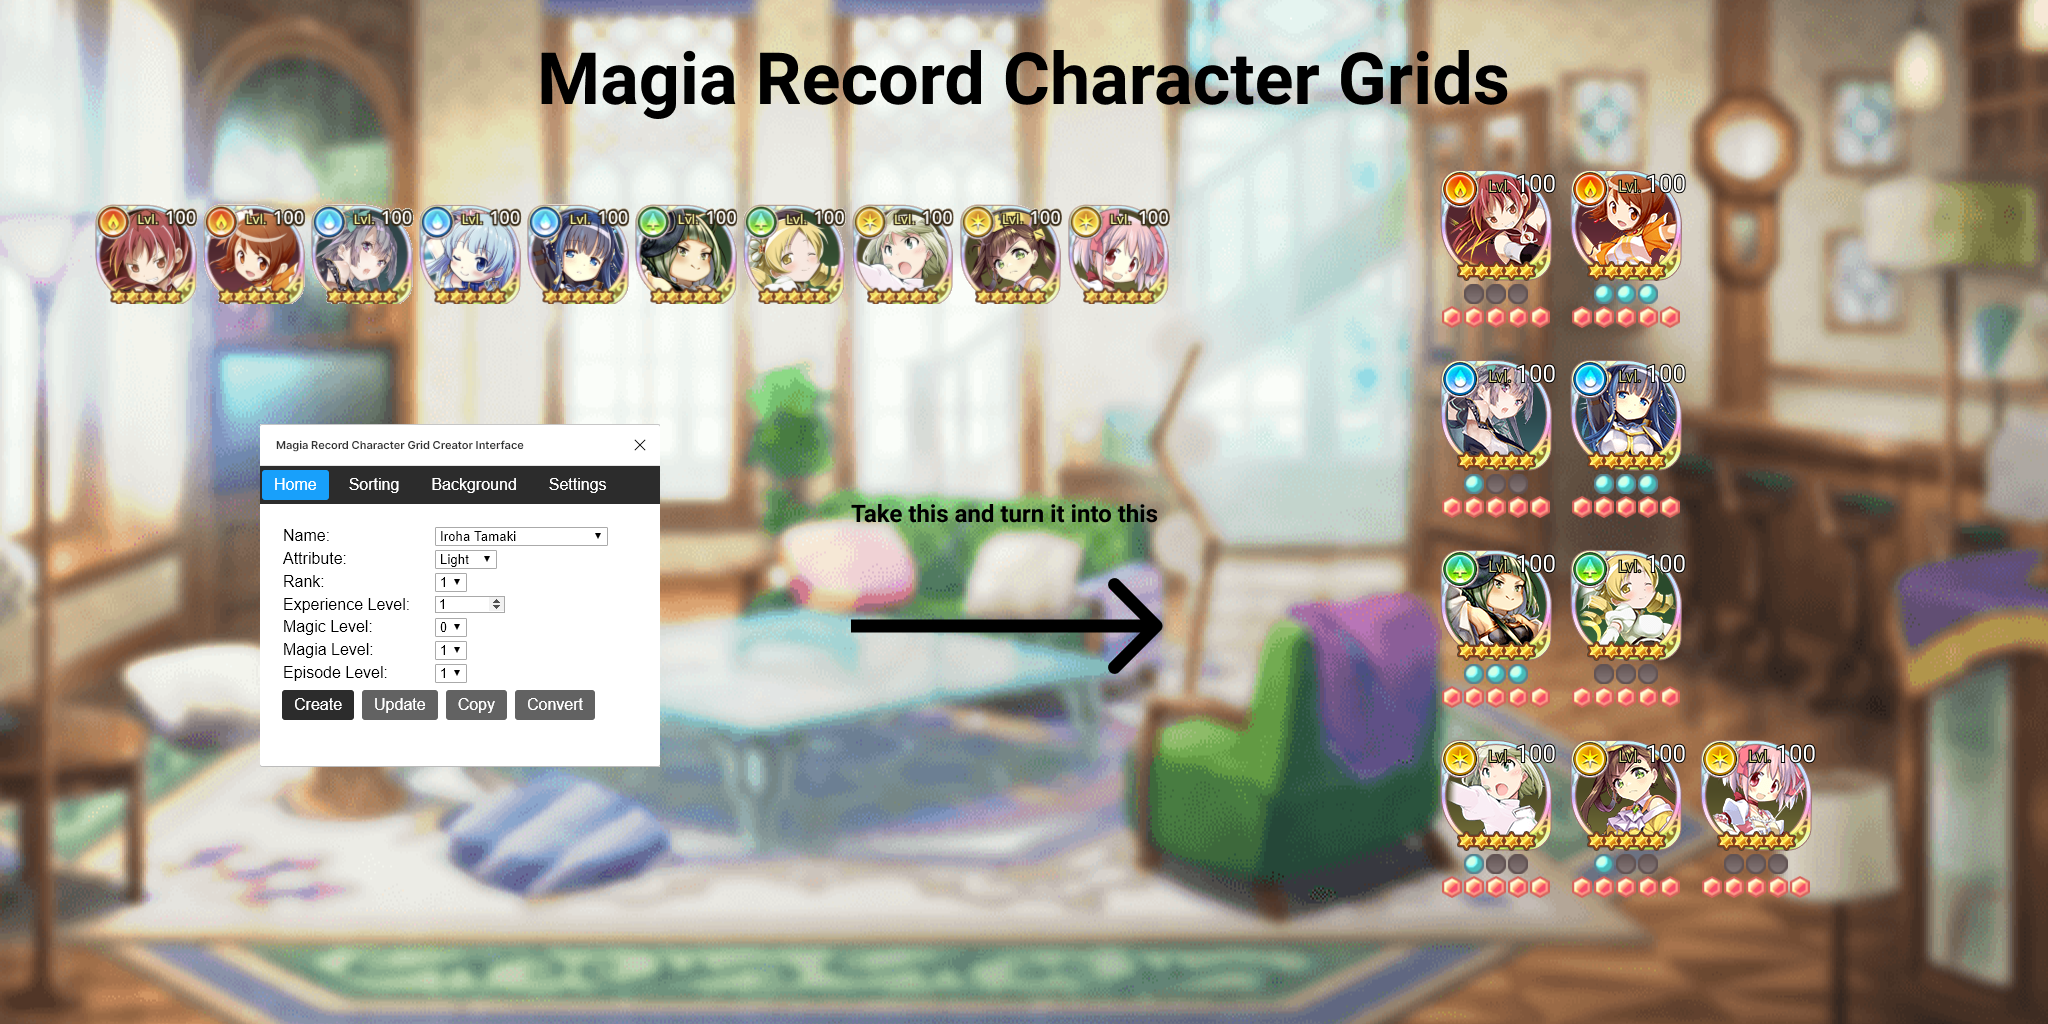 Magia Record Character Grids
Lvl. 100 Lvl. 100 Lvl. 100 Lvl. 100 Lvl. 100 Lvl. 100 Lvl. 100 Lvl. 100 Lvl. 100 Lvl. 100
Magia Record Character Grid Creator Interface
Home Sorting Background Settings
Name: Iroha Tamaki
Attribute: Light
Rank: 1
Experience Level: 1
Magic Level: 0
Magia Level: 1
Episode Level: 1
Create Update Copy Convert
Take this and turn it into this
Lvl. 100 Lvl. 100
Lvl. 100 Lvl. 100
Lvl. 100 Lvl. 100
Lvl. 100 Lvl. 100 Lvl. 100